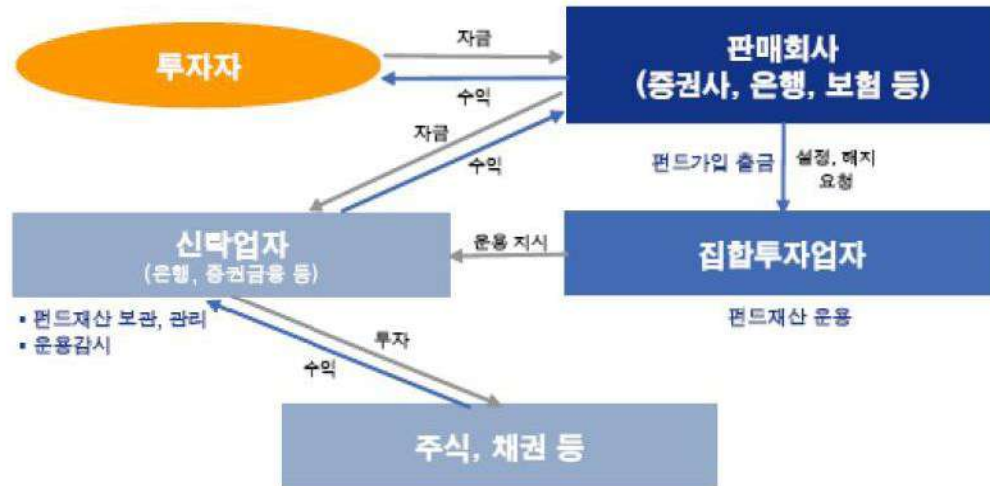 투자자
자금
수익
판매회사
(증권사, 은행, 보험 등)
자금
수익
펀드가입 출금
설정, 해지
요청
신탁업자
(은행, 증권금융 등)
운용 지시
집합투자업자
▪ 펀드재산 보관, 관리
▪ 운용감시
펀드재산 운용
투자
수익
주식, 채권 등